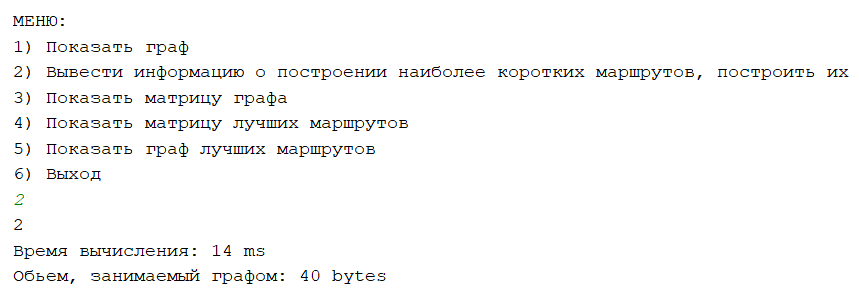 МЕНЮ:
1) Показать граф
2) Вывести информацию о построении наиболее коротких маршрутов, построить их
3) Показать матрицу графа
4) Показать матрицу лучших маршрутов
5) Показать граф лучших маршрутов
6) Выход
2
2
Время вычисления: 14 ms
Обьем, занимаемый графом: 40 bytes